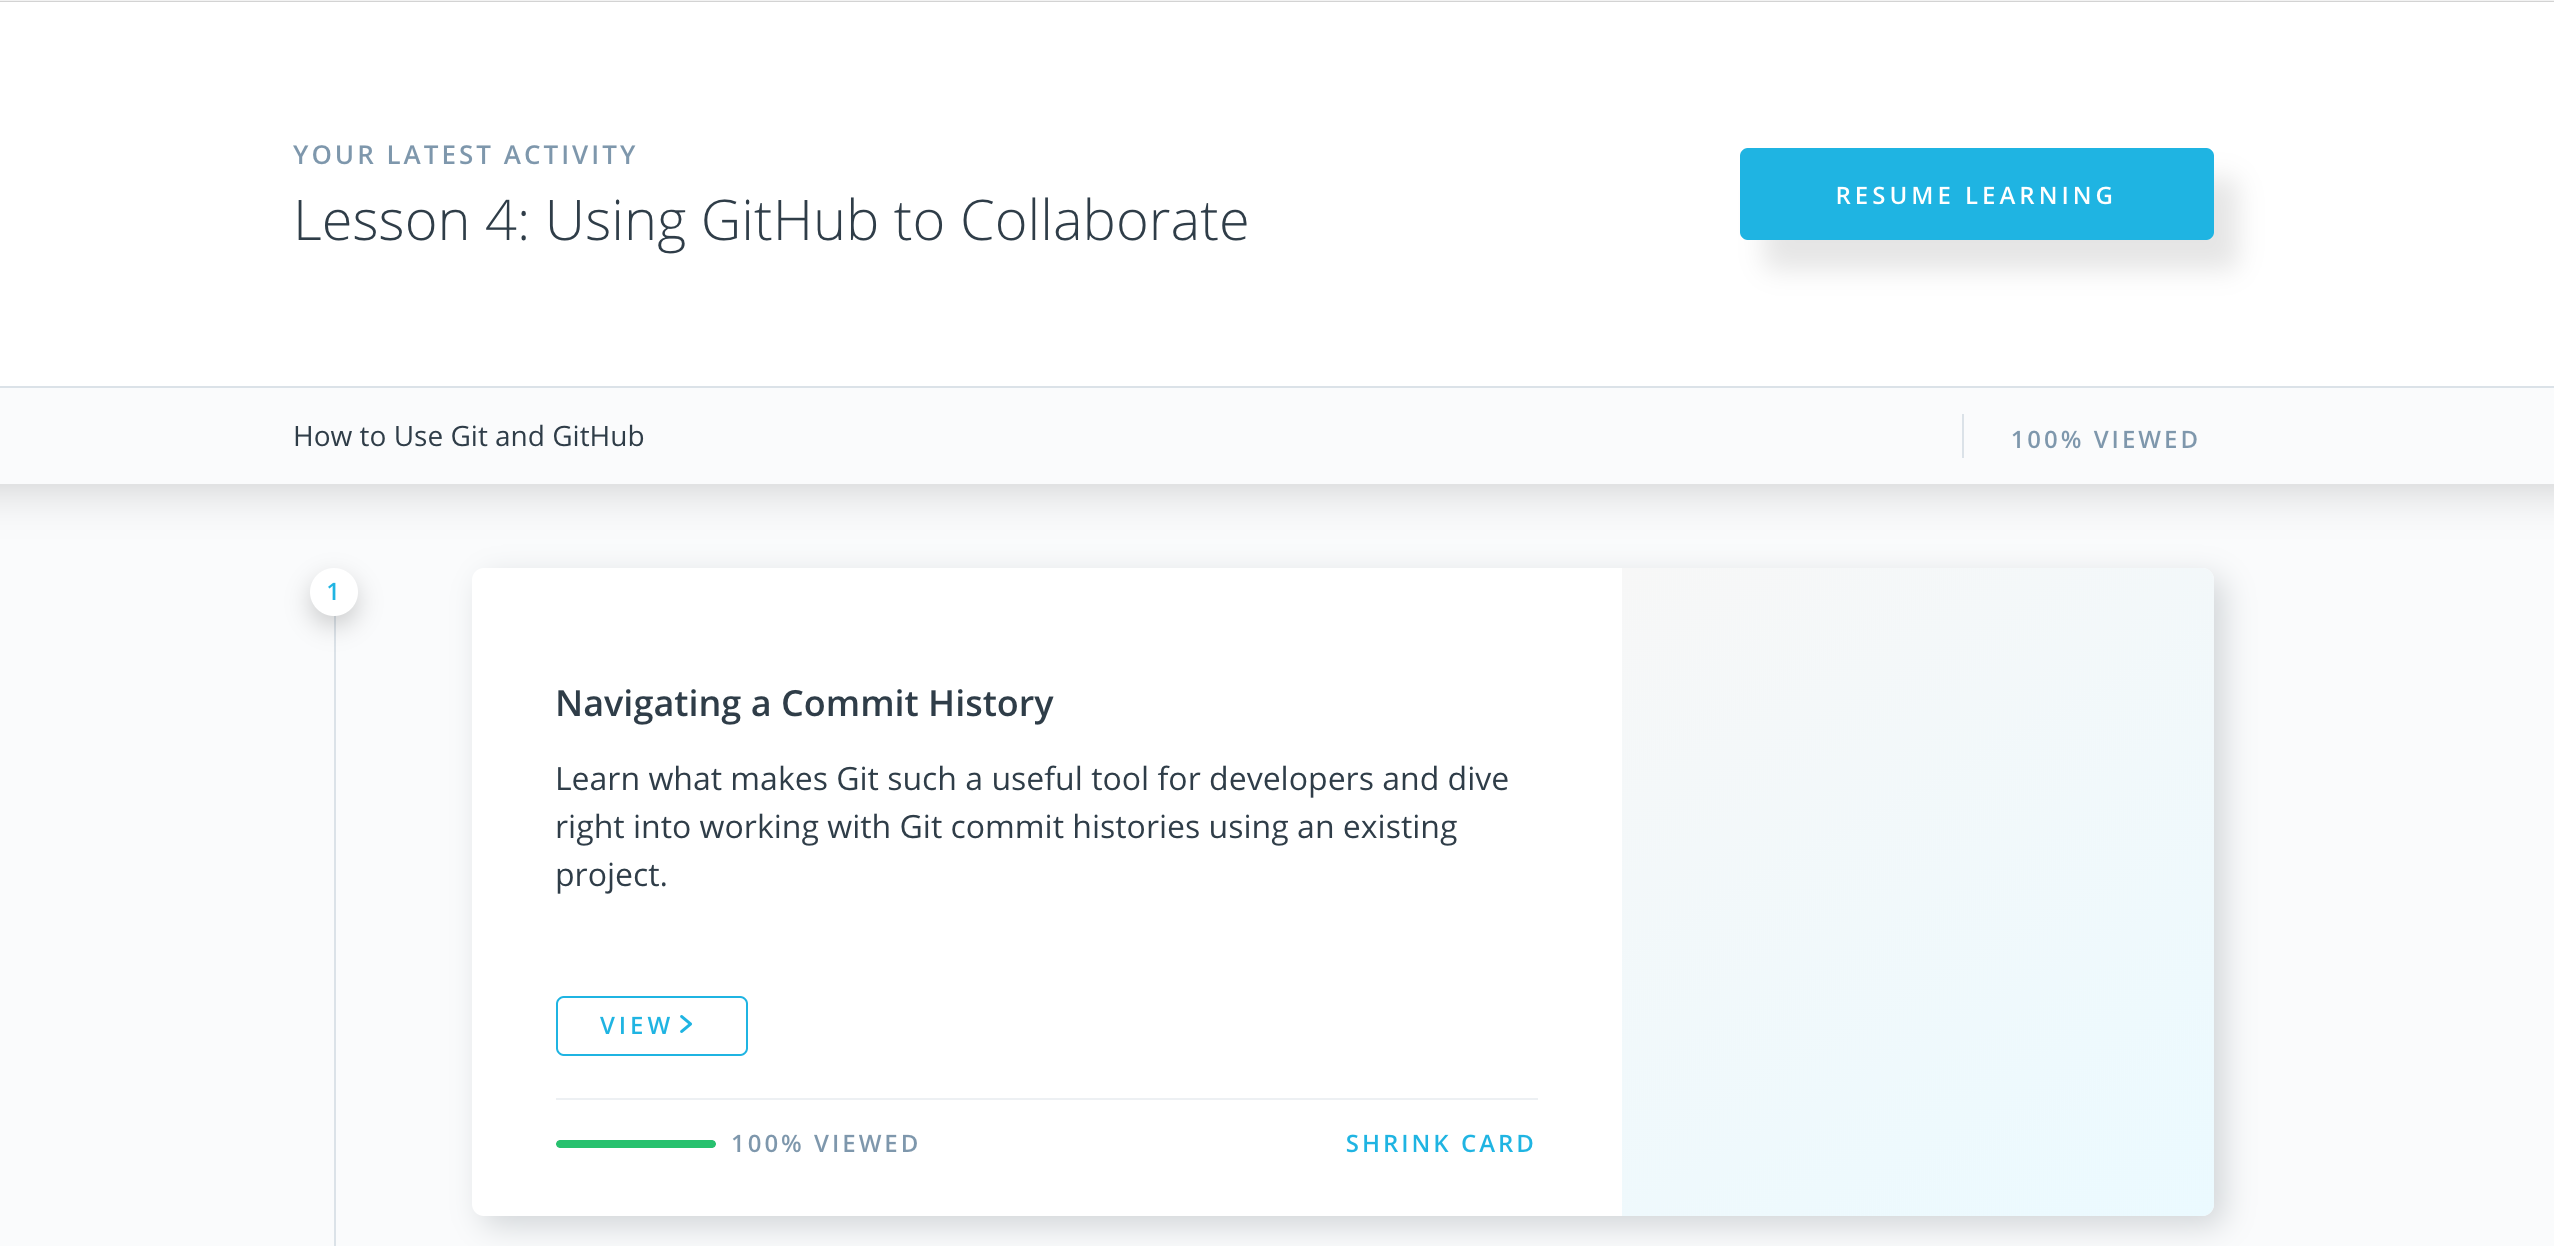 YOUR LATEST ACTIVITY
Lesson 4: Using GitHub to Collaborate
RESUME LEARNING
How to Use Git and GitHub
100% VIEWED
1
Navigating a Commit History
Learn what makes Git such a useful tool for developers and dive
right into working with Git commit histories using an existing
project.
VIEW
100% VIEWED
SHRINK CARD